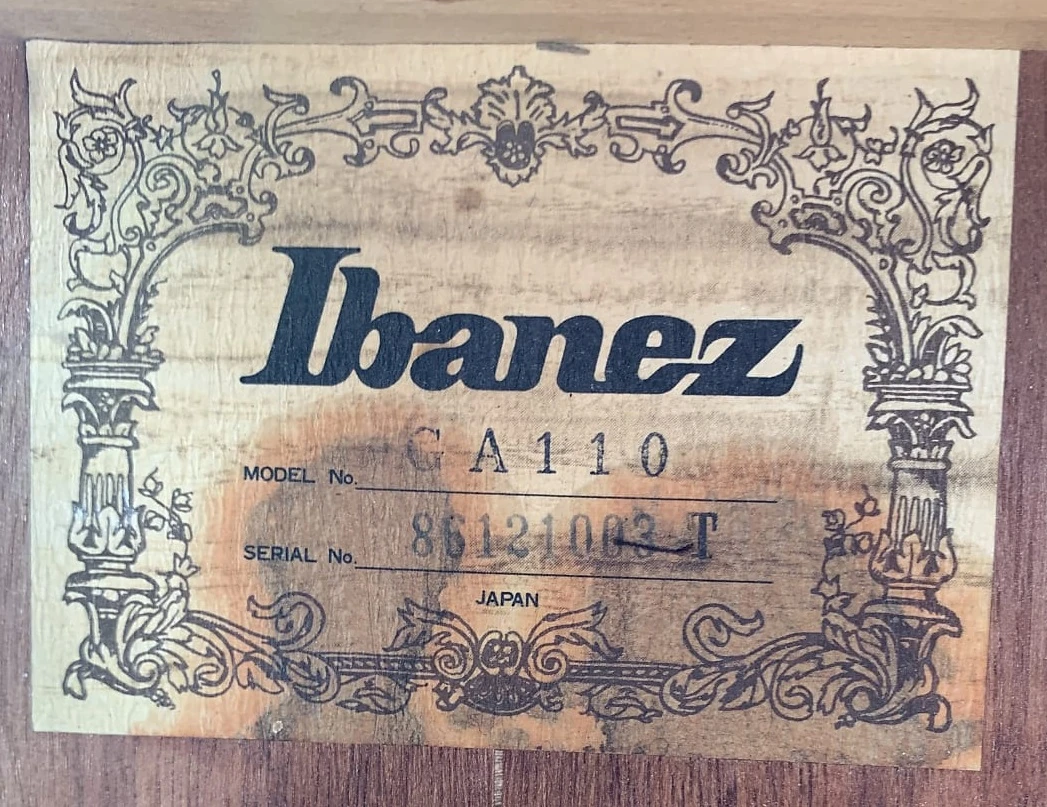 Ibanez
MODEL No. GA110
SERIAL No. 86121003-T
JAPAN